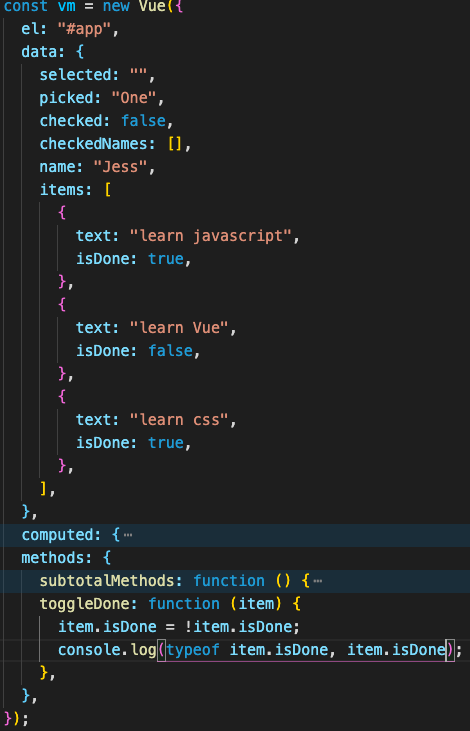 const vm = new Vue({
  el: "#app",
  data: {
    selected: "",
    picked: "One",
    checked: false,
    checkedNames: [],
    name: "Jess",
    items: [
      {
        text: "learn javascript",
        isDone: true,
      },
      {
        text: "learn Vue",
        isDone: false,
      },
      {
        text: "learn css",
        isDone: true,
      },
    ],
  },
  computed: {⋯
  methods: {
    subtotalMethods: function () {⋯
    toggleDone: function (item) {
      item.isDone = !item.isDone;
      console.log(typeof item.isDone, item.isDone);
    },
  },
});